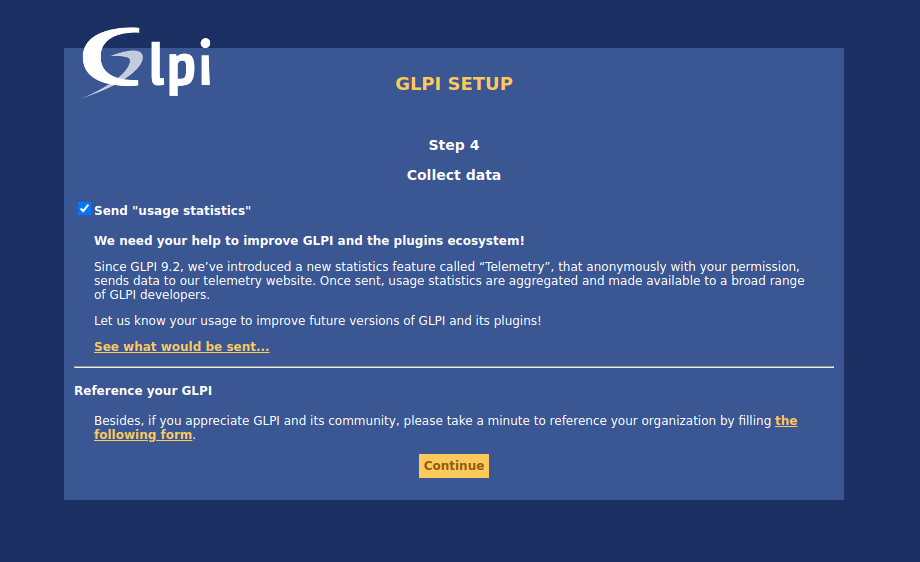 Glpi
GLPI SETUP
Step 4
Collect data
Send "usage statistics"
We need your help to improve GLPI and the plugins ecosystem!
Since GLPI 9.2, we’ve introduced a new statistics feature called “Telemetry”, that anonymously with your permission,
sends data to our telemetry website. Once sent, usage statistics are aggregated and made available to a broad range
of GLPI developers.
Let us know your usage to improve future versions of GLPI and its plugins!
See what would be sent...
Reference your GLPI
Besides, if you appreciate GLPI and its community, please take a minute to reference your organization by filling the
following form.
Continue